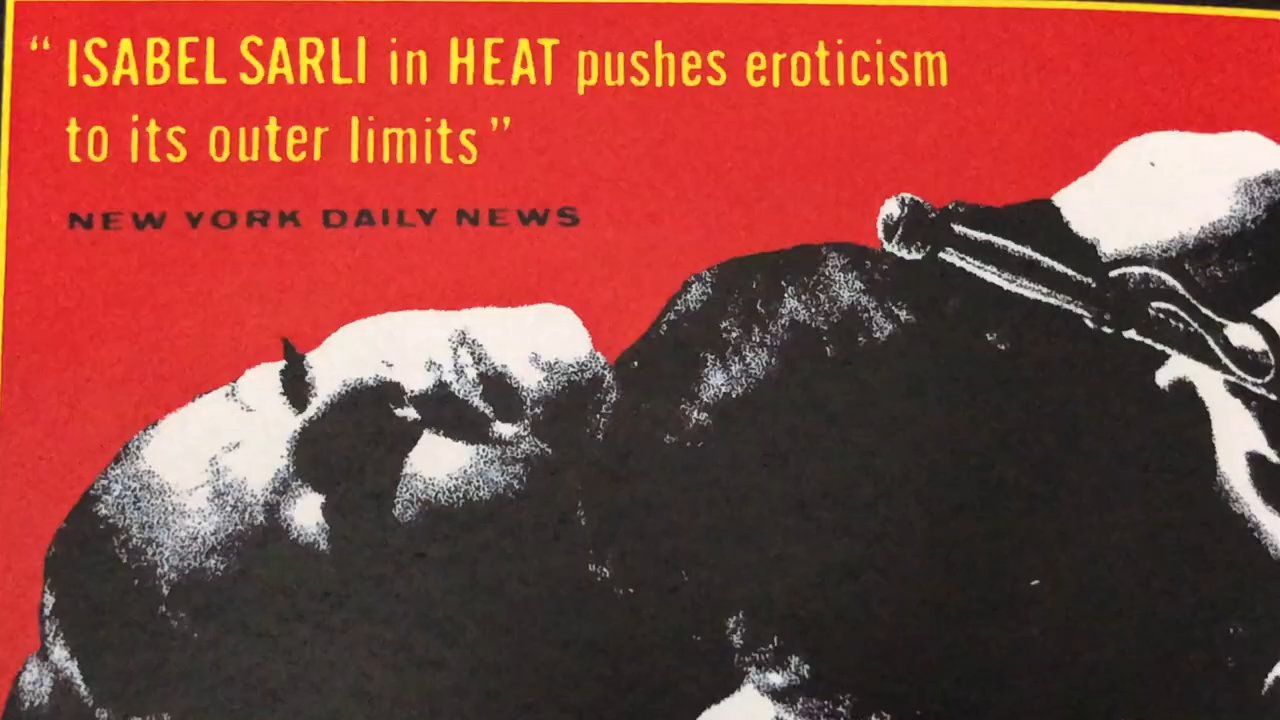 “ISABEL SARLI in HEAT pushes eroticism
to its outer limits”
NEW YORK DAILY NEWS